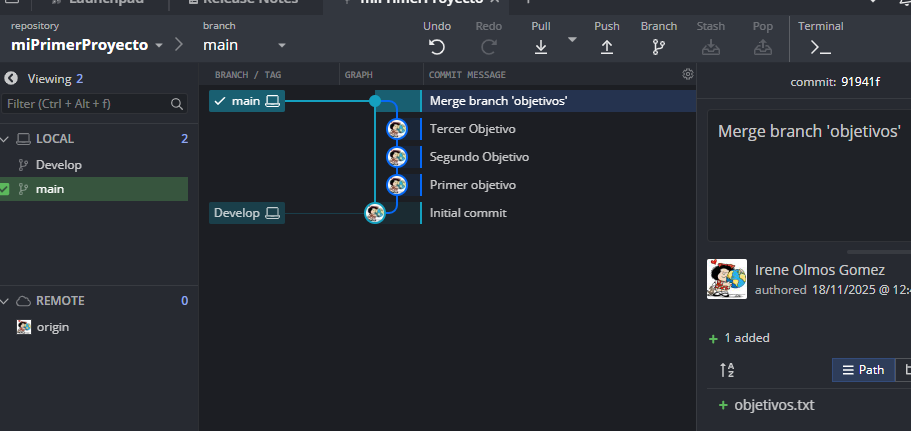 Launchpad Release Notes miPrimerProyecto
repository branch Undo Redo Pull Push Branch Stash Pop Terminal
miPrimerProyecto main
Viewing 2 BRANCH / TAG GRAPH COMMIT MESSAGE commit: 91941f
Filter (Ctrl + Alt + f) main Merge branch 'objetivos'
Tercer Objetivo Merge branch 'objetivos'
LOCAL 2
Segundo Objetivo
Develop
main Primer objetivo
Develop Initial commit
Irene Olmos Gomez
authored 18/11/2025 @ 12:4
REMOTE 0
origin
1 added
A Z Path
objetivos.txt